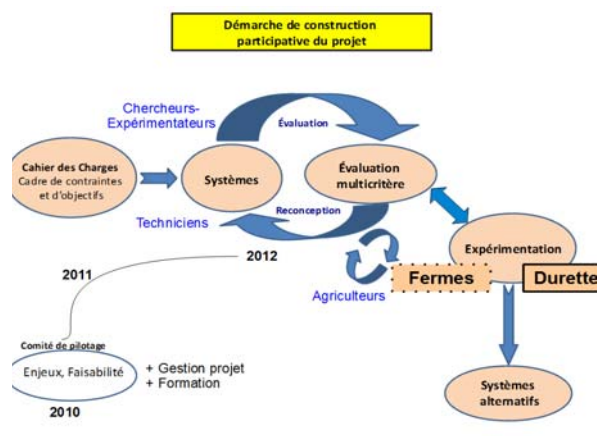 Démarche de construction
participative du projet
Chercheurs-
Expérimentateurs
Évaluation
Cahier des Charges
Cadre de contraintes
et d'objectifs
Systèmes
Évaluation
multicritère
Techniciens
Reconception
Expérimentation
2012
2011
Fermes
Durette
Agriculteurs
Comité de pilotage
Enjeux, Faisabilité
+ Gestion projet
+ Formation
Systèmes
alternatifs
2010